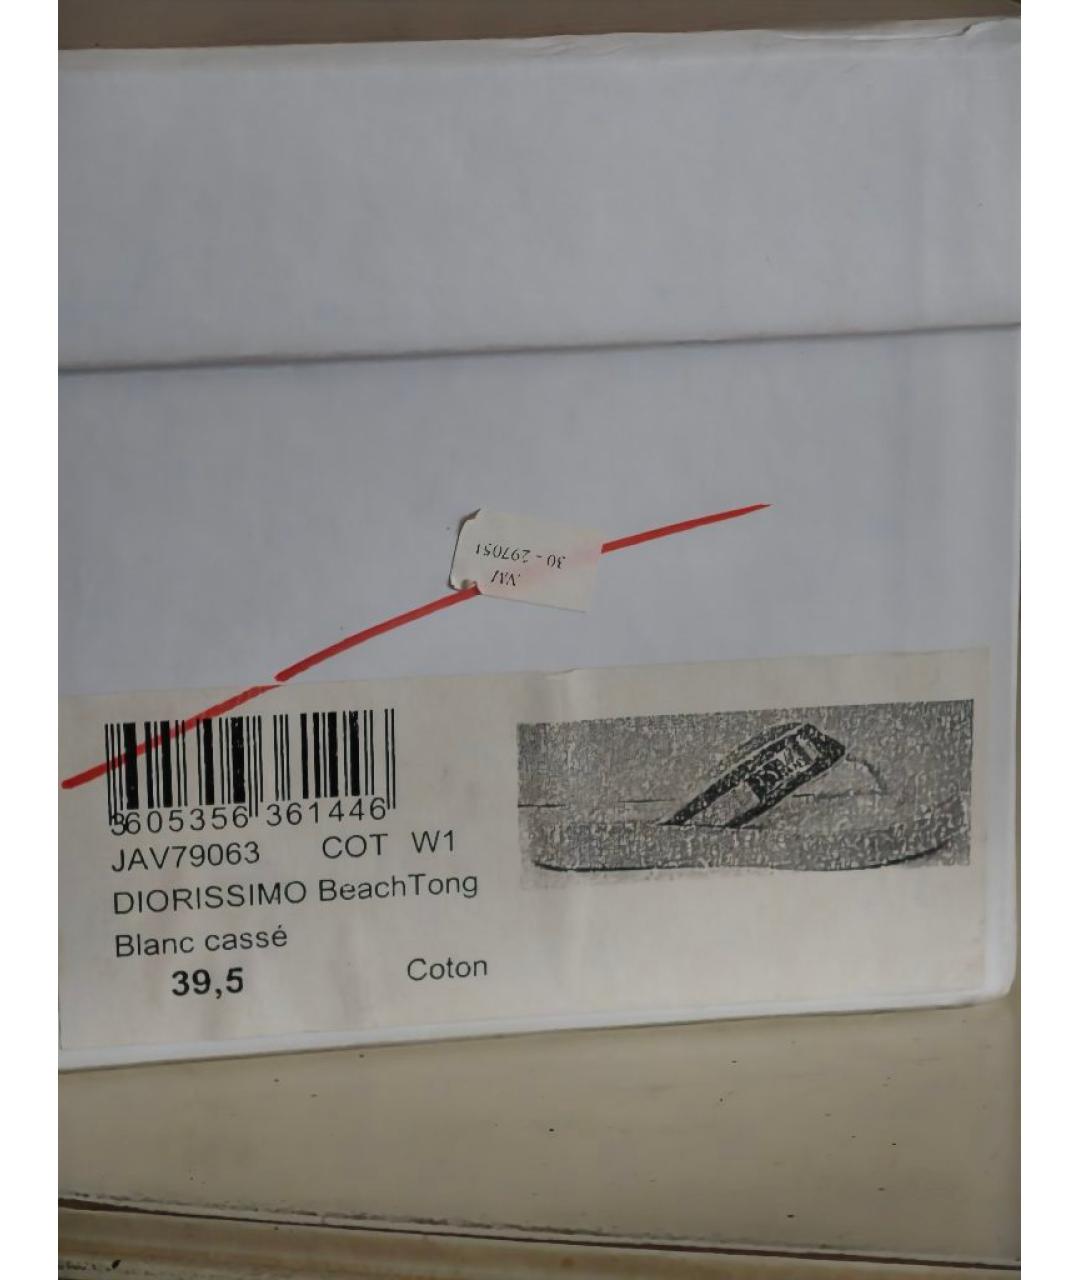 30 - 297051
3605356 361446
JAV79063 COT W1
DIORISSIMO BeachTong
Blanc cassé
39,5 Coton